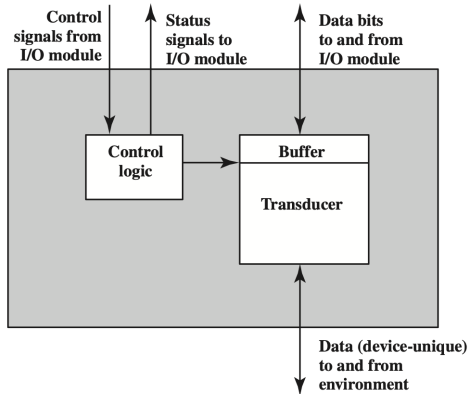 Control
signals from
I/O module
Status
signals to
I/O module
Data bits
to and from
I/O module
Control
logic
Buffer
Transducer
Data (device-unique)
to and from
environment